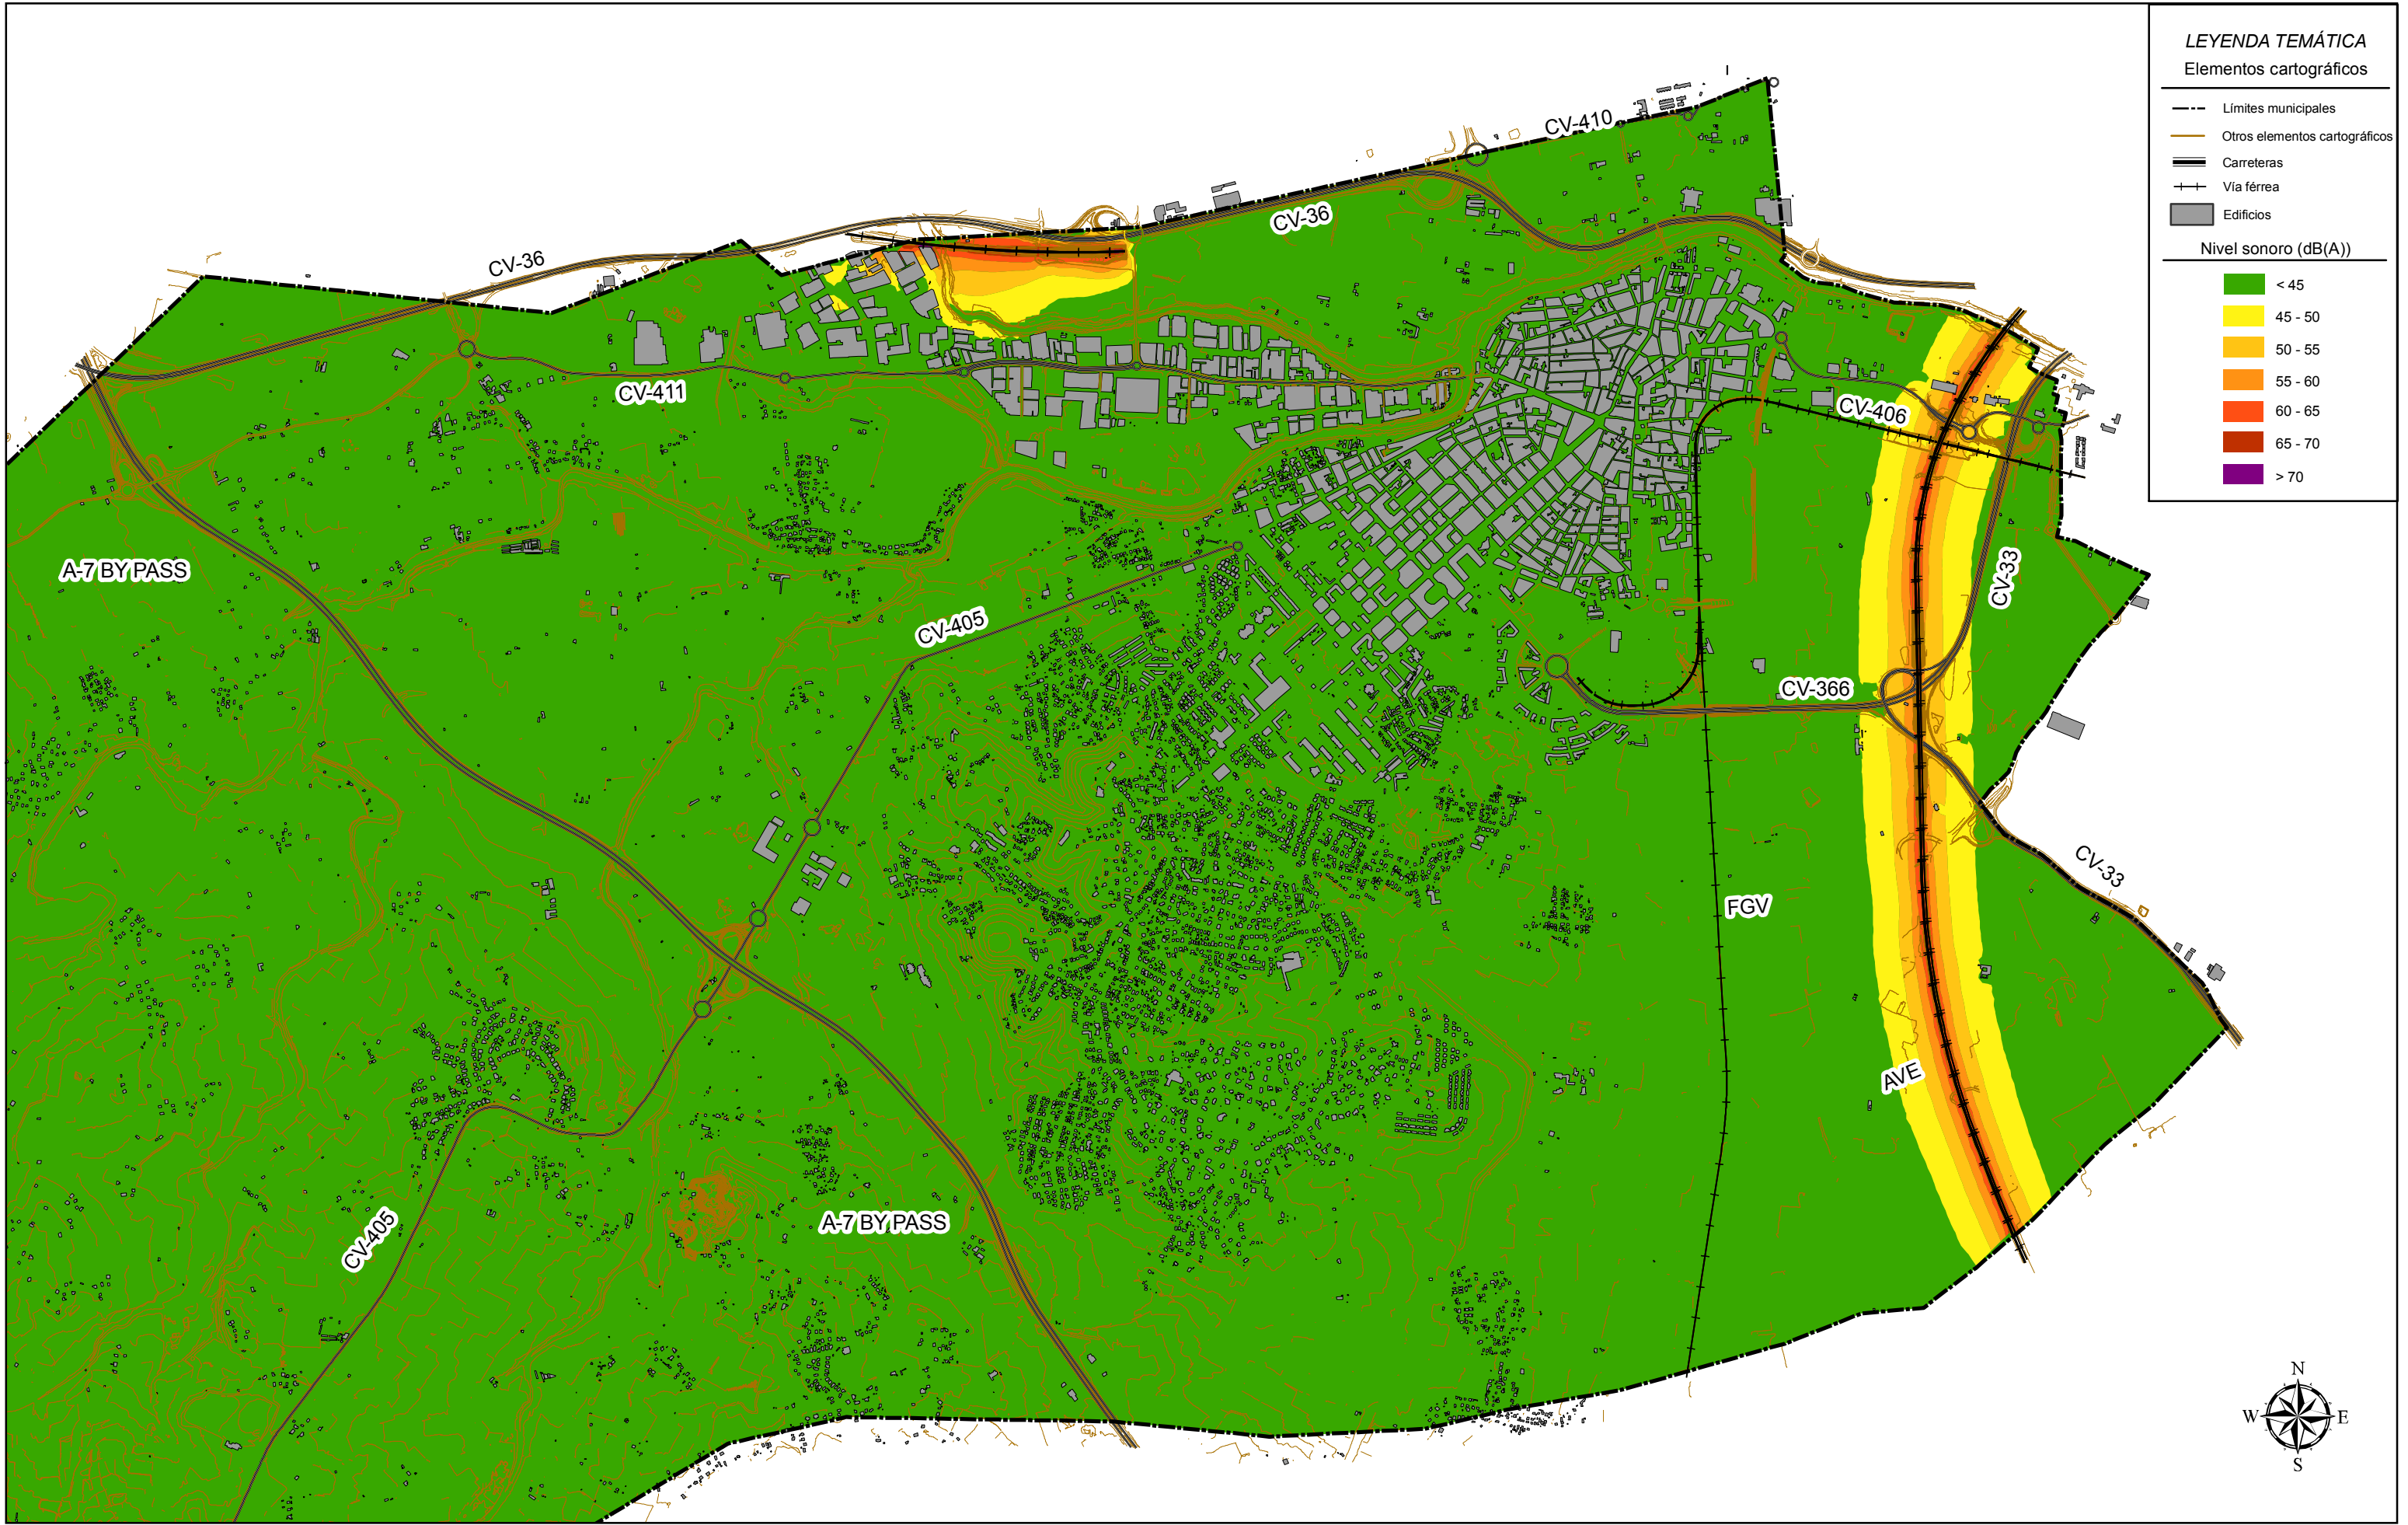 LEYENDA TEMÁTICA
Elementos cartográficos
Límites municipales
Otros elementos cartográficos
Carreteras
Vía férrea
Edificios
Nivel sonoro (dB(A))
< 45
45 - 50
50 - 55
55 - 60
60 - 65
65 - 70
> 70
CV-410
CV-36
CV-36
CV-411
CV-406
A-7 BY PASS
CV-33
CV-405
CV-366
CV-33
FGV
AVE
A-7 BY PASS
CV-405
N
W
E
S